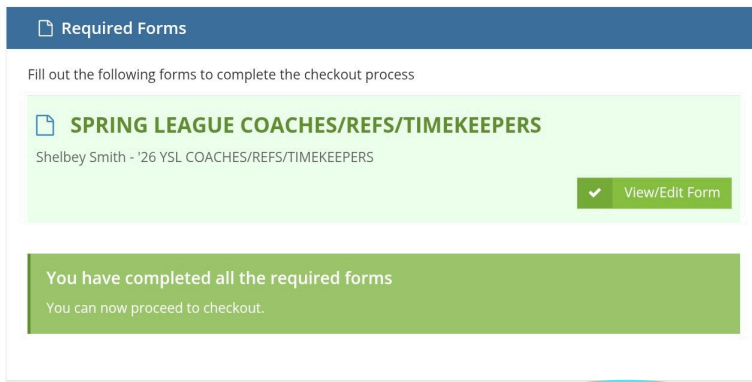 Required Forms
Fill out the following forms to complete the checkout process
SPRING LEAGUE COACHES/REFS/TIMEKEEPERS
Shelbey Smith - '26 YSL COACHES/REFS/TIMEKEEPERS
View/Edit Form
You have completed all the required forms
You can now proceed to checkout.